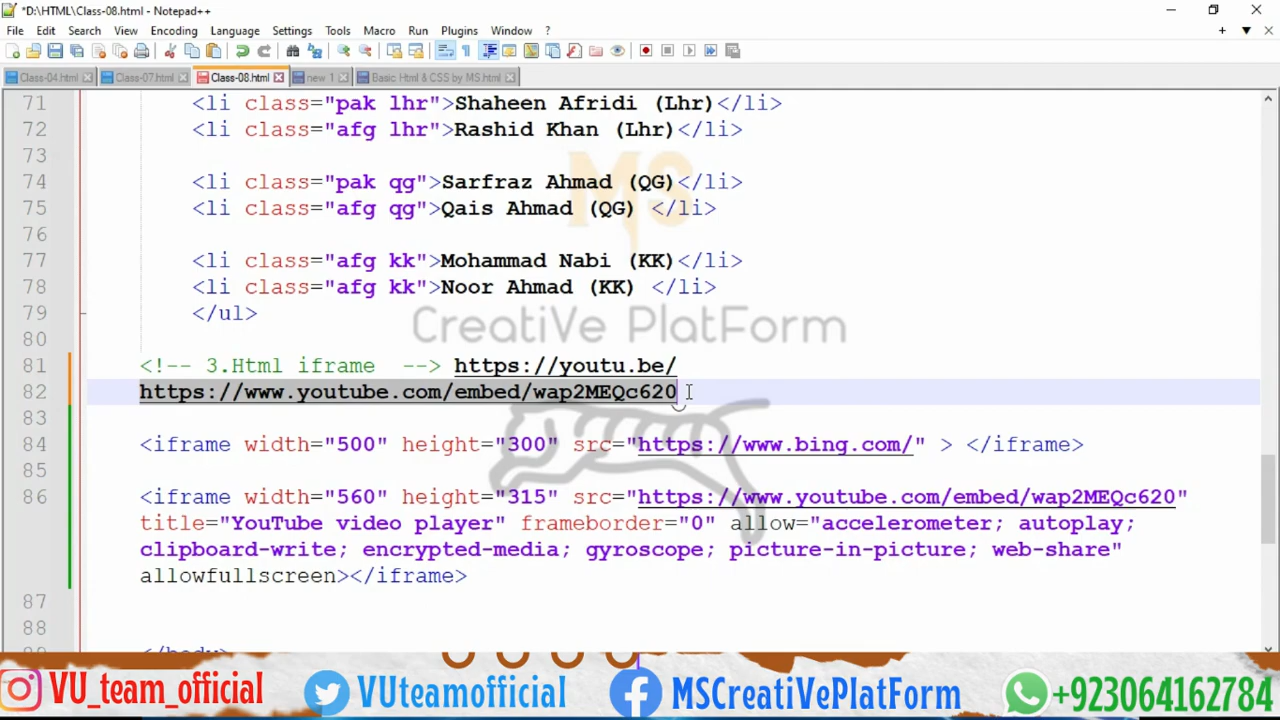 *D:\HTML\Class-08.html - Notepad++
File Edit Search View Encoding Language Settings Tools Macro Run Plugins Window ?
Class-04.html Class-07.html Class-08.html new 1 Basic Html & CSS by MS.html
71 <li class="pak lhr">Shaheen Afridi (Lhr)</li>
72 <li class="afg lhr">Rashid Khan (Lhr)</li>
73
74 <li class="pak qg">Sarfraz Ahmad (QG)</li>
75 <li class="afg qg">Qais Ahmad (QG) </li>
76
77 <li class="afg kk">Mohammad Nabi (KK)</li>
78 <li class="afg kk">Noor Ahmad (KK) </li>
79 </ul>
80
81 <!-- 3.Html iframe --> https://youtu.be/
82 https://www.youtube.com/embed/wap2MEQc620
83
84 <iframe width="500" height="300" src="https://www.bing.com/" > </iframe>
85
86 <iframe width="560" height="315" src="https://www.youtube.com/embed/wap2MEQc620"
title="YouTube video player" frameborder="0" allow="accelerometer; autoplay;
clipboard-write; encrypted-media; gyroscope; picture-in-picture; web-share"
allowfullscreen></iframe>
87
88
MS
CreatiVe PlatForm
VU_team_official VUteamofficial MSCreatiVePlatForm +923064162784